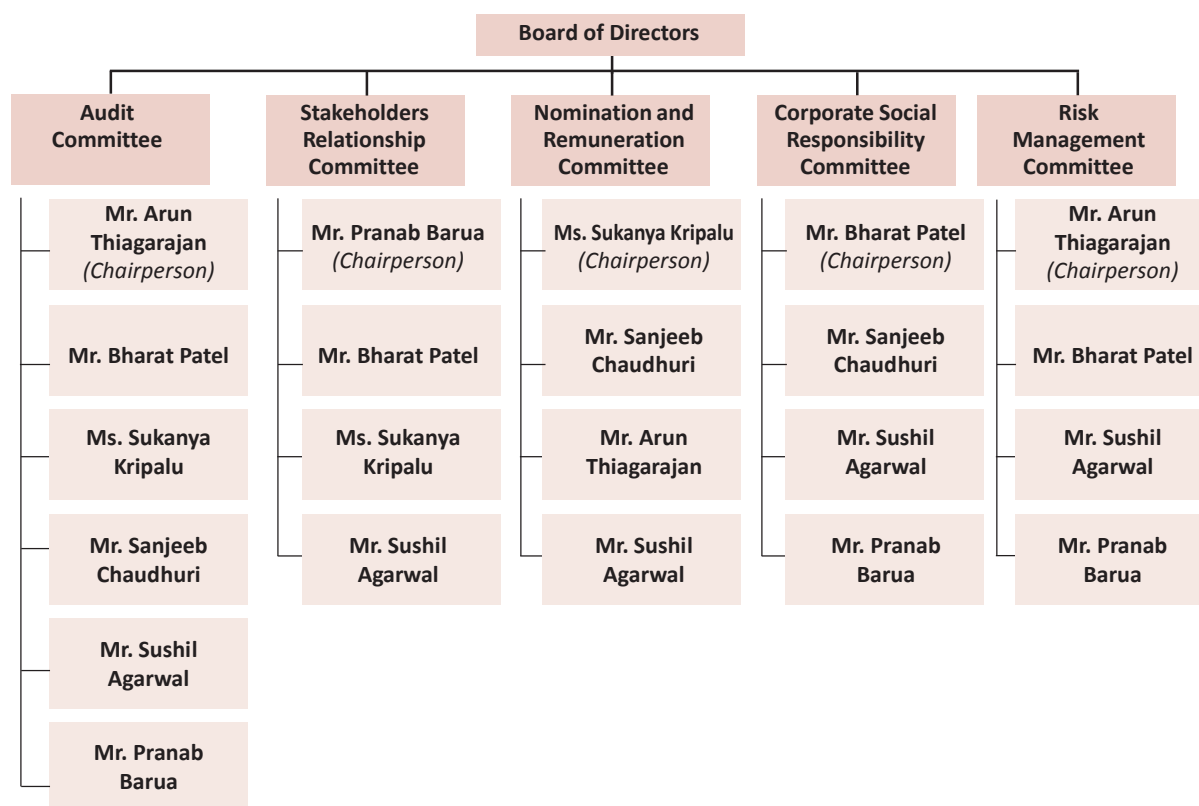 Board of Directors
Audit
Committee
Mr. Arun
Thiagarajan
(Chairperson)
Mr. Bharat Patel
Ms. Sukanya
Kripalu
Mr. Sanjeeb
Chaudhuri
Mr. Sushil
Agarwal
Mr. Pranab
Barua
Stakeholders
Relationship
Committee
Mr. Pranab Barua
(Chairperson)
Mr. Bharat Patel
Ms. Sukanya
Kripalu
Mr. Sushil
Agarwal
Nomination and
Remuneration
Committee
Ms. Sukanya Kripalu
(Chairperson)
Mr. Sanjeeb
Chaudhuri
Mr. Arun
Thiagarajan
Mr. Sushil
Agarwal
Corporate Social
Responsibility
Committee
Mr. Bharat Patel
(Chairperson)
Mr. Sanjeeb
Chaudhuri
Mr. Sushil
Agarwal
Mr. Pranab
Barua
Risk
Management
Committee
Mr. Arun
Thiagarajan
(Chairperson)
Mr. Bharat Patel
Mr. Sushil
Agarwal
Mr. Pranab
Barua